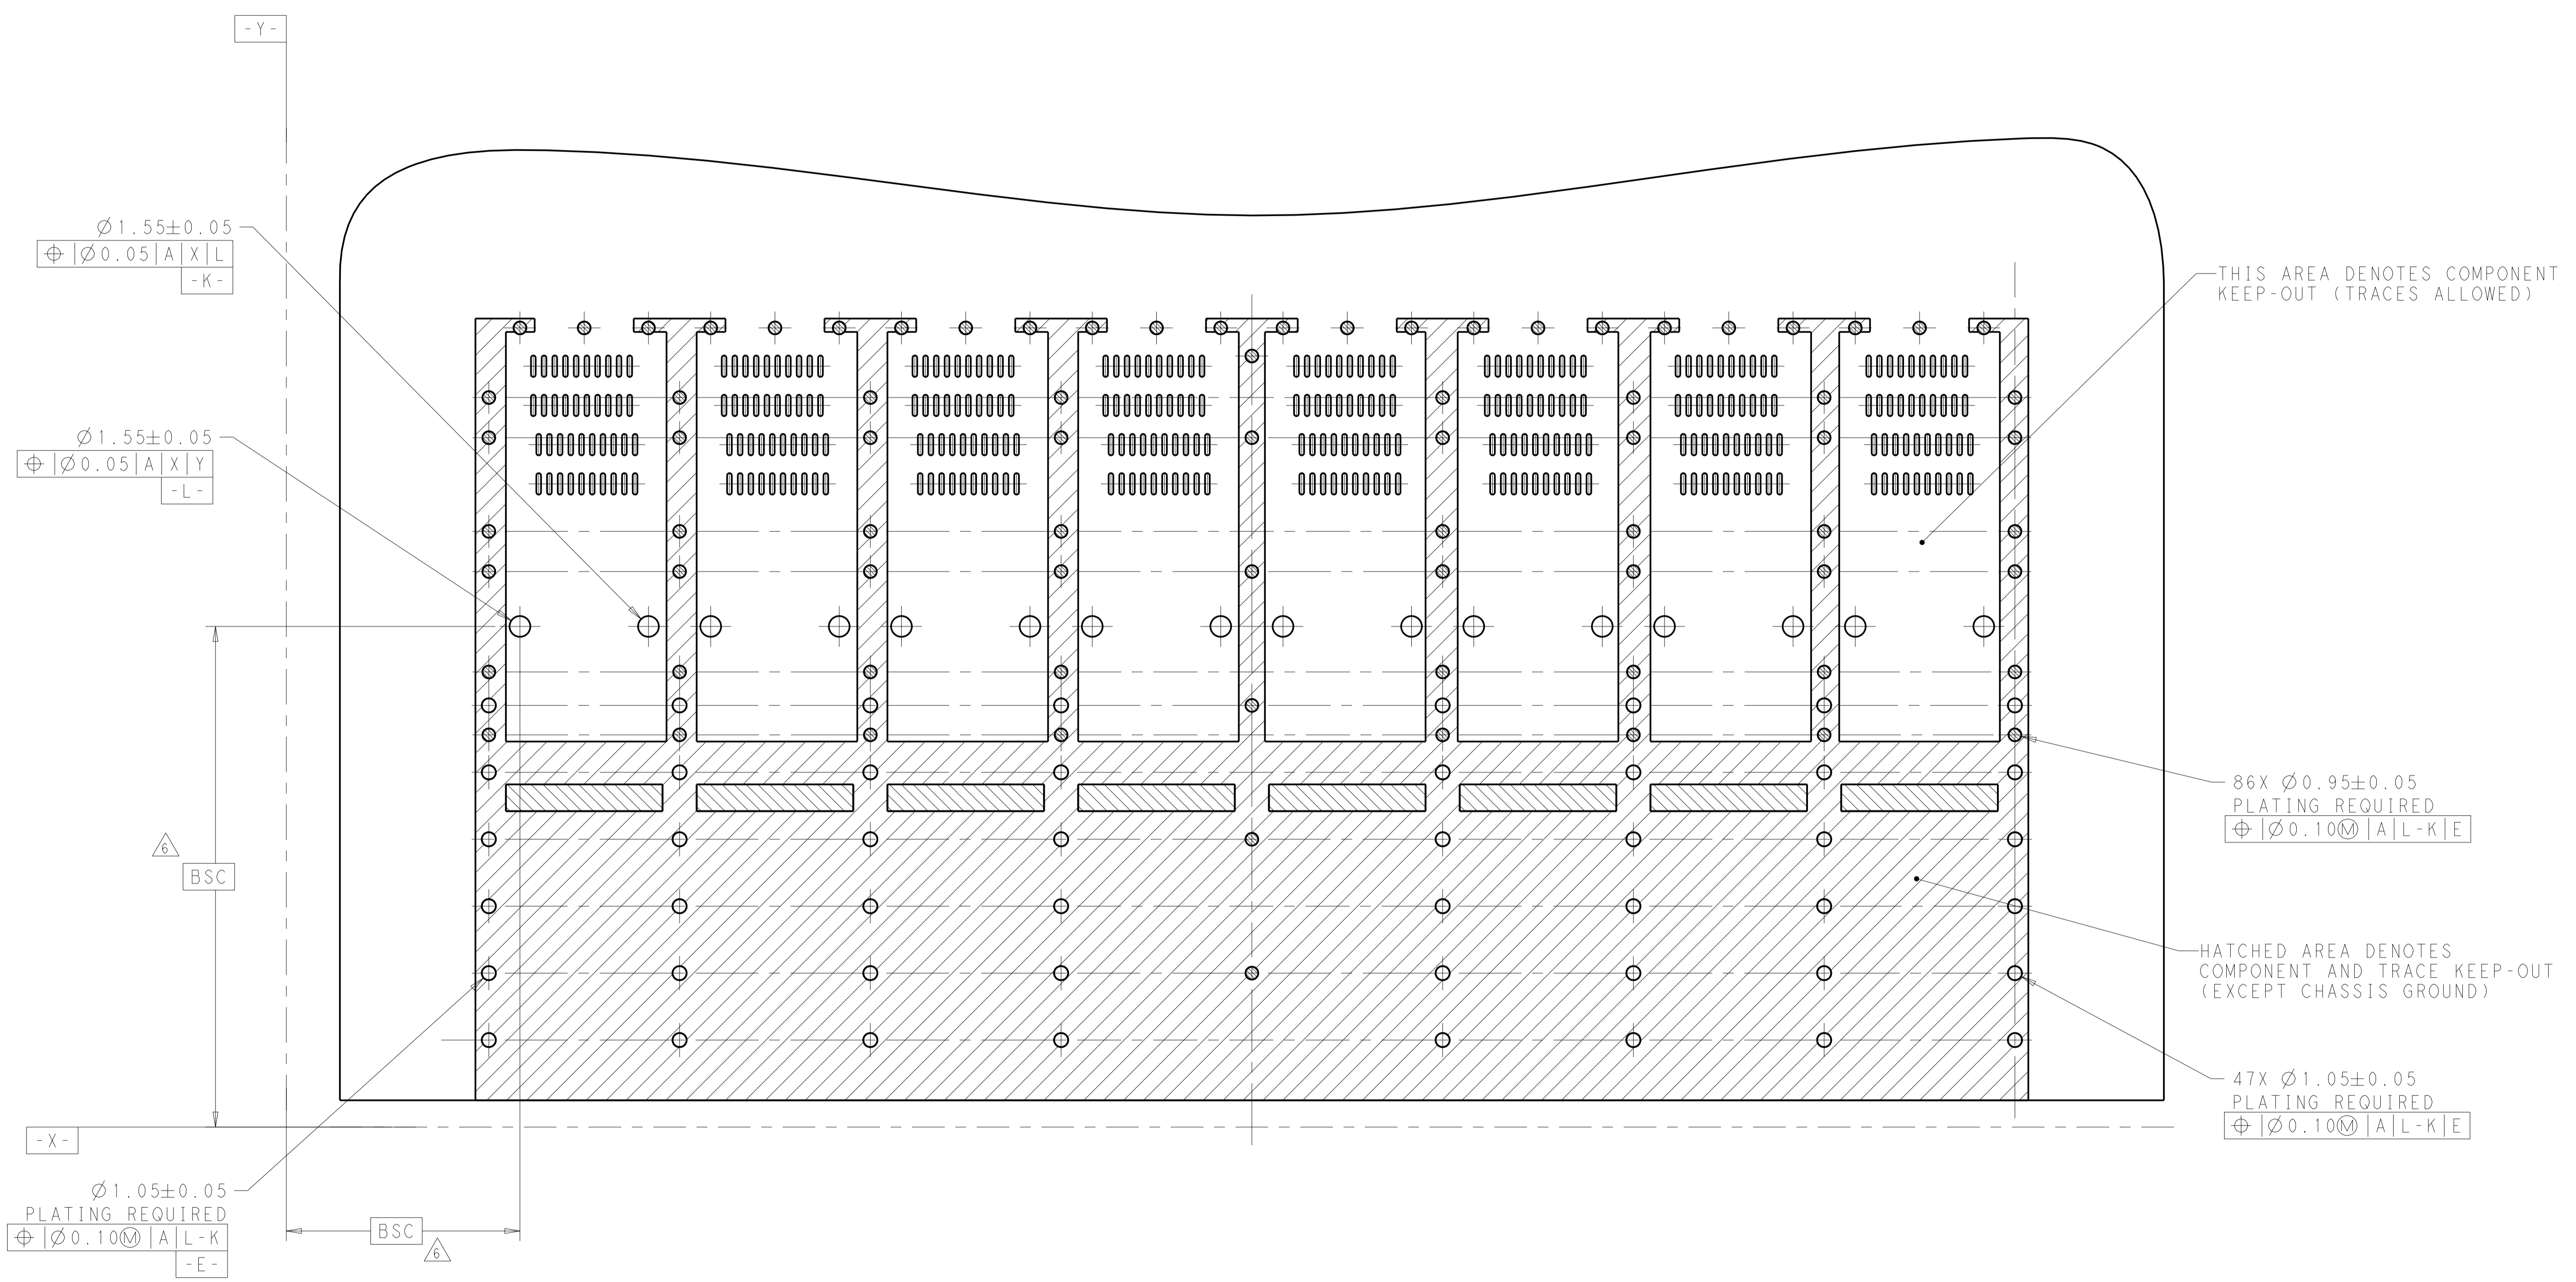 -Y-
Ø1.55±0.05
⌖|Ø0.05|A|X|L
-K-
THIS AREA DENOTES COMPONENT
KEEP-OUT (TRACES ALLOWED)
Ø1.55±0.05
⌖|Ø0.05|A|X|Y
-L-
86X Ø0.95±0.05
PLATING REQUIRED
⌖|Ø0.10Ⓜ|A|L-K|E
6
BSC
HATCHED AREA DENOTES
COMPONENT AND TRACE KEEP-OUT
(EXCEPT CHASSIS GROUND)
47X Ø1.05±0.05
PLATING REQUIRED
⌖|Ø0.10Ⓜ|A|L-K|E
-X-
Ø1.05±0.05
PLATING REQUIRED
⌖|Ø0.10Ⓜ|A|L-K
-E-
BSC
6